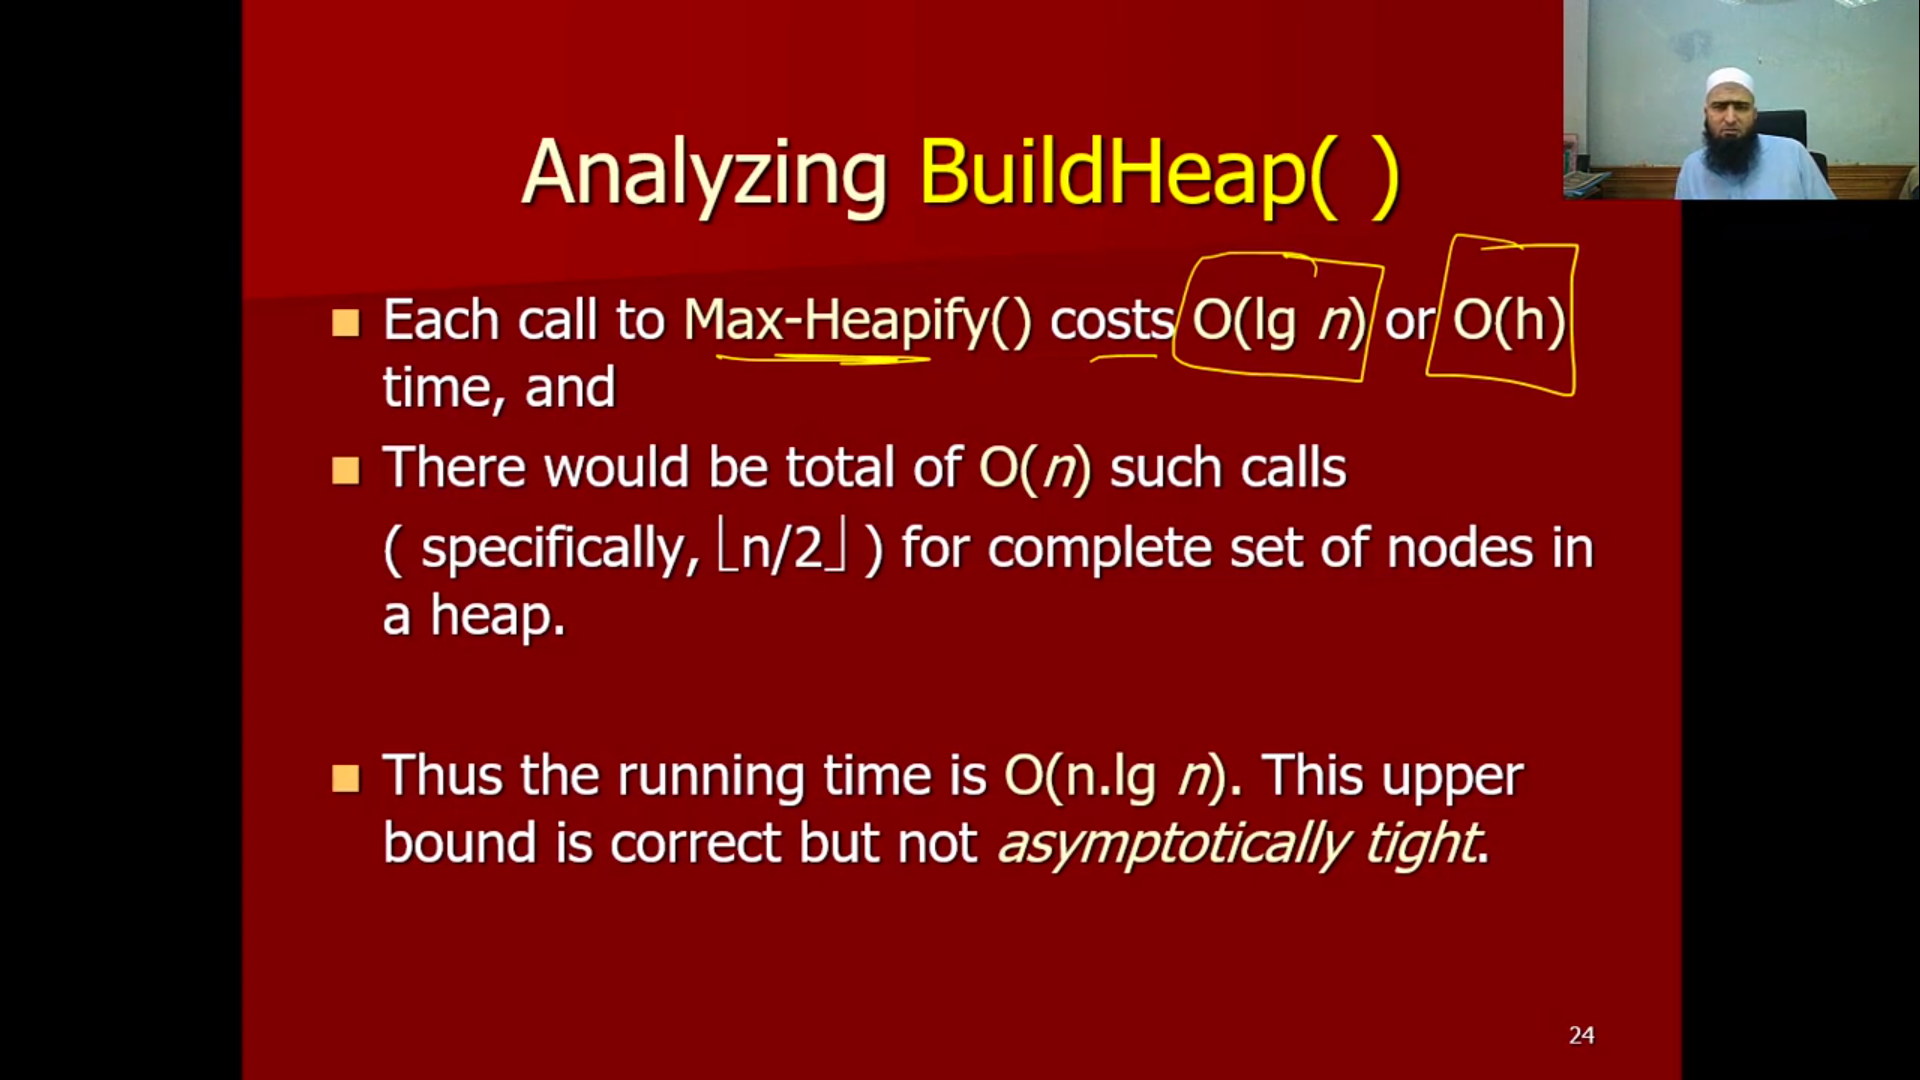 Analyzing BuildHeap( )
Each call to Max-Heapify() costs O(lg n) or O(h)
time, and
There would be total of O(n) such calls
( specifically, ⌊n/2⌋ ) for complete set of nodes in
a heap.
Thus the running time is O(n.lg n). This upper
bound is correct but not asymptotically tight.
24